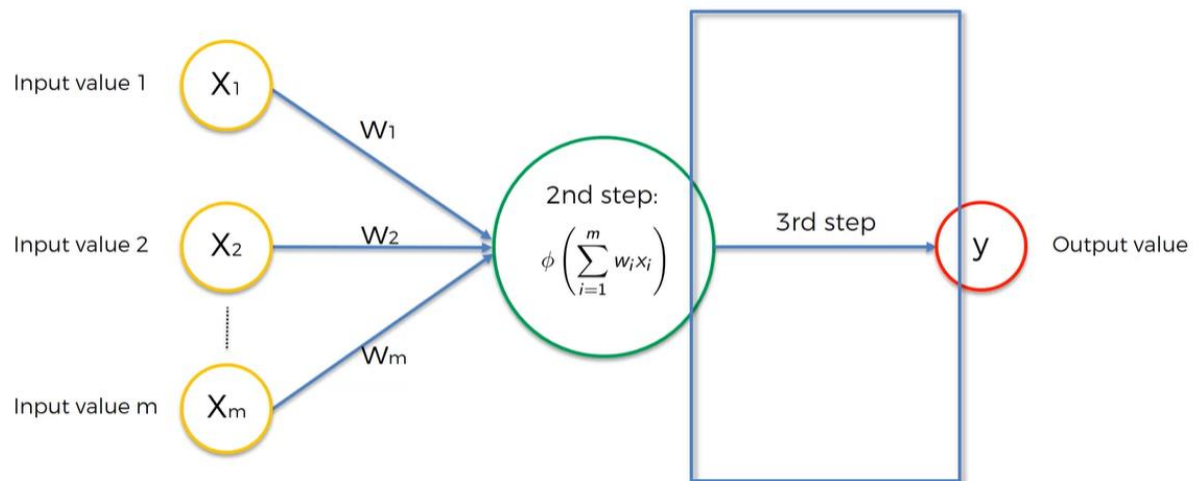 Input value 1
X₁
W₁
Input value 2
X₂
W₂
Input value m
Xₘ
Wₘ
2nd step:
ϕ(∑ᵢ₌₁ᵐ wᵢxᵢ)
3rd step
y
Output value